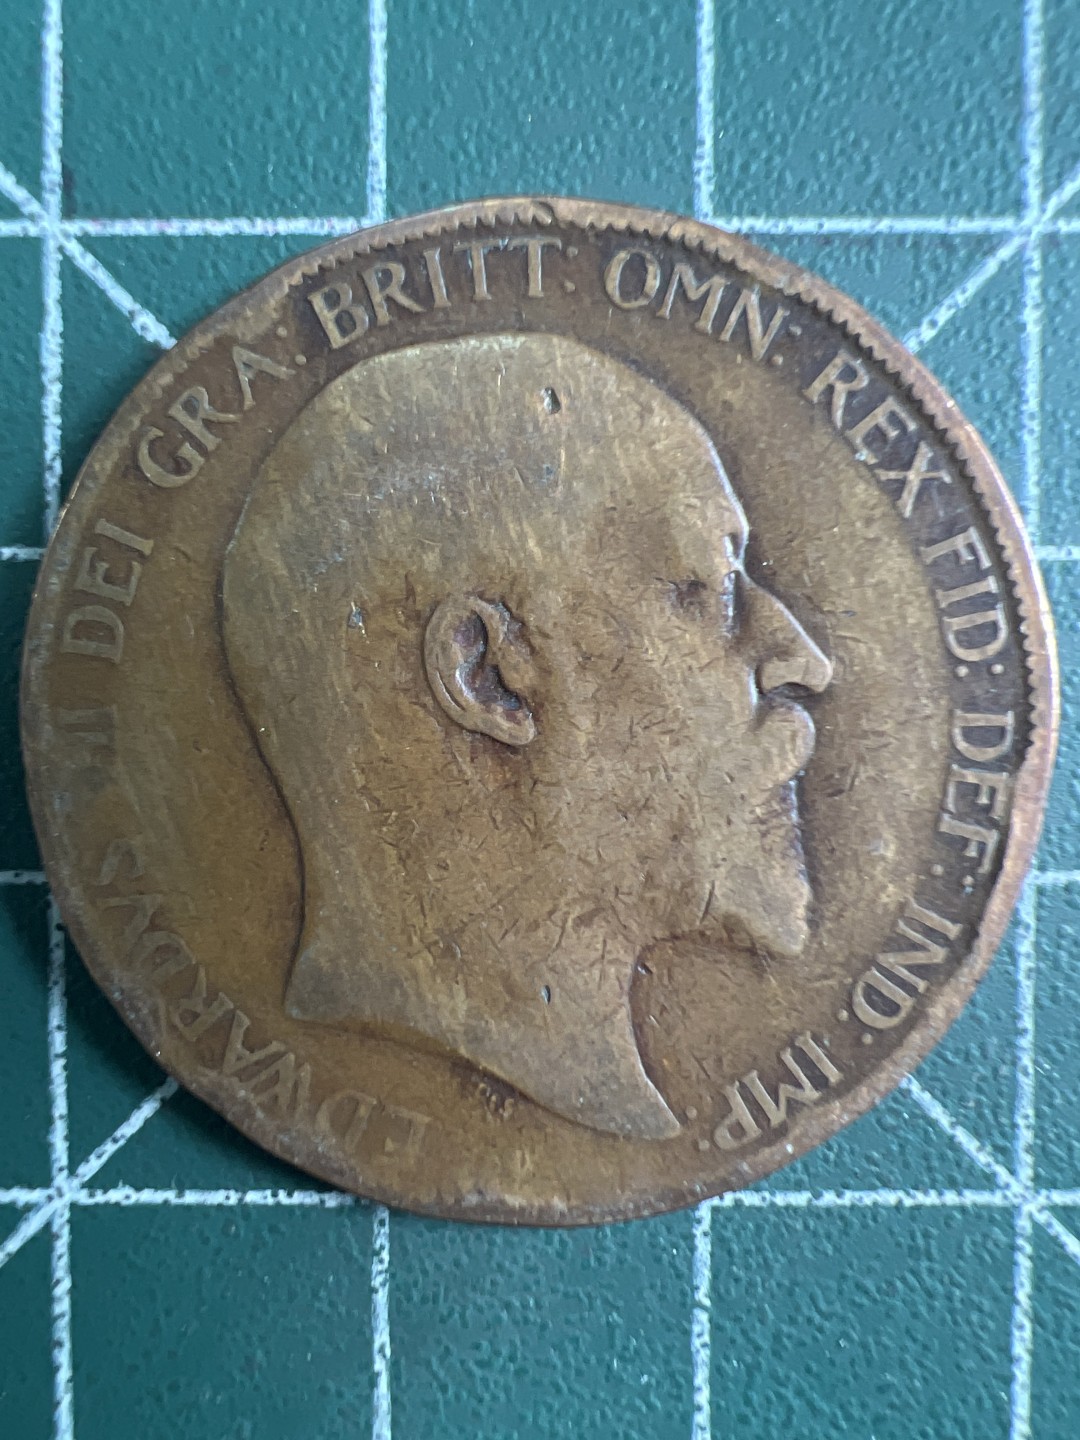 EDWARDVS VII DEI GRA: BRITT: OMN: REX FID: DEF: IND: IMP: